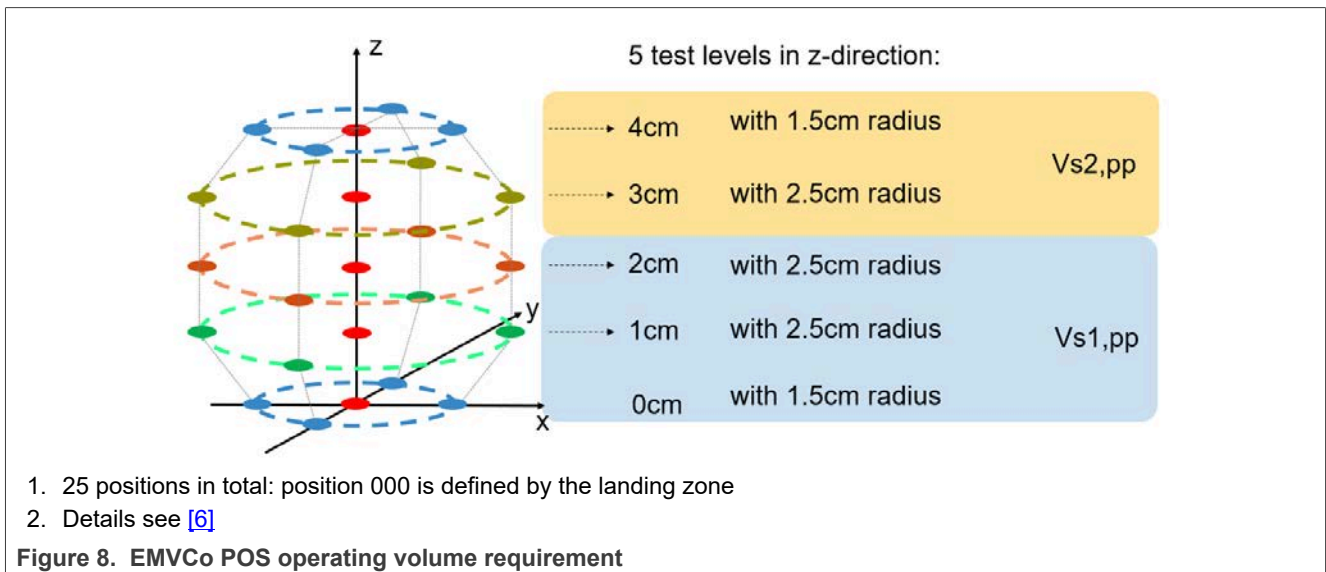 z
5 test levels in z-direction:
4cm with 1.5cm radius
Vs2,pp
3cm with 2.5cm radius
2cm with 2.5cm radius
y
1cm with 2.5cm radius
Vs1,pp
0cm with 1.5cm radius
x
1. 25 positions in total: position 000 is defined by the landing zone
2. Details see [6]
Figure 8. EMVCo POS operating volume requirement